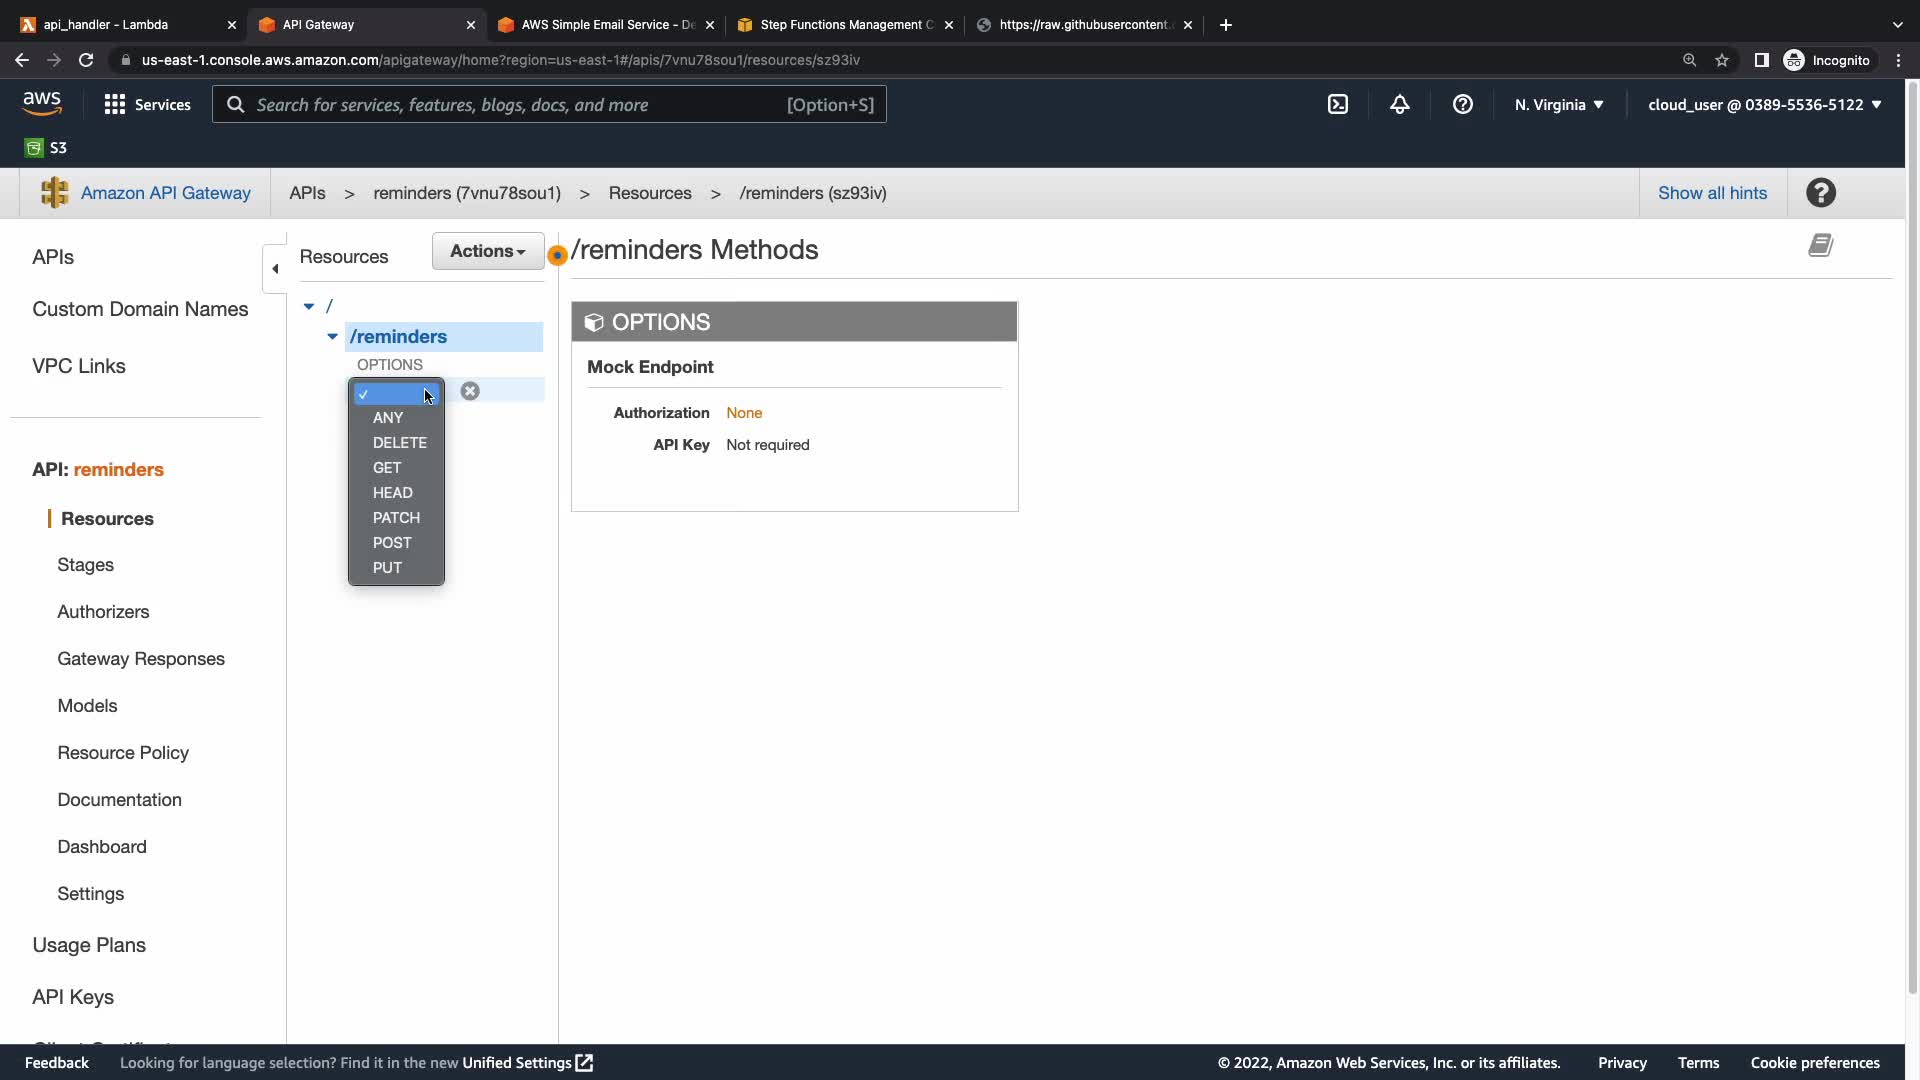 api_handler - Lambda
API Gateway
AWS Simple Email Service - De
Step Functions Management C
https://raw.githubusercontent.
us-east-1.console.aws.amazon.com/apigateway/home?region=us-east-1#/apis/7vnu78sou1/resources/sz93iv
Incognito
aws
Services
Search for services, features, blogs, docs, and more
[Option+S]
N. Virginia
cloud_user @ 0389-5536-5122
S3
Amazon API Gateway
APIs > reminders (7vnu78sou1) > Resources > /reminders (sz93iv)
Show all hints
APIs
Custom Domain Names
VPC Links
API: reminders
Resources
Stages
Authorizers
Gateway Responses
Models
Resource Policy
Documentation
Dashboard
Settings
Usage Plans
API Keys
Resources
Actions
/
/reminders
OPTIONS
ANY
DELETE
GET
HEAD
PATCH
POST
PUT
/reminders Methods
OPTIONS
Mock Endpoint
Authorization None
API Key Not required
Feedback
Looking for language selection? Find it in the new Unified Settings
© 2022, Amazon Web Services, Inc. or its affiliates.
Privacy
Terms
Cookie preferences